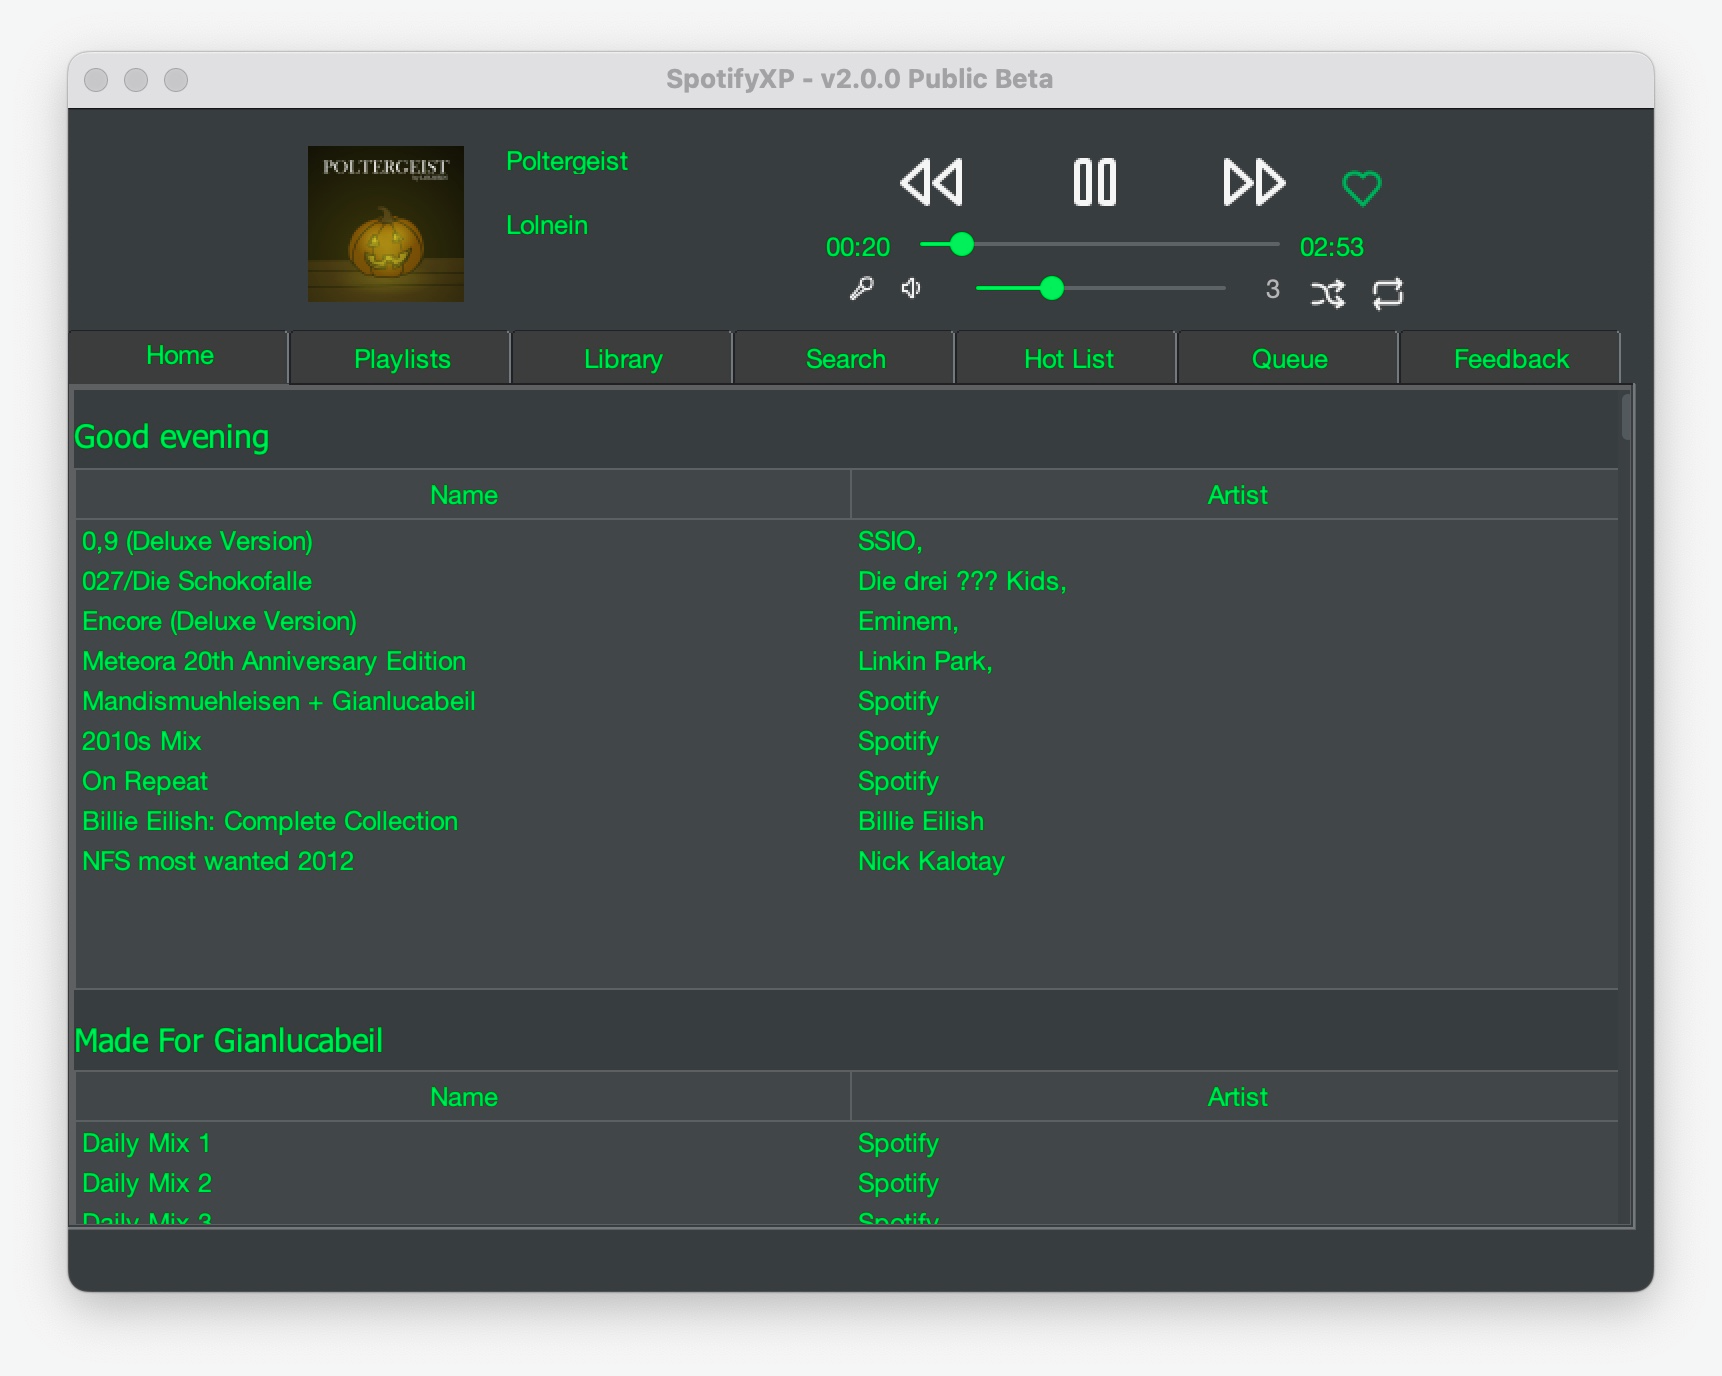 SpotifyXP - v2.0.0 Public Beta
POLTERGEIST
Poltergeist
Lolnein
00:20
02:53
3
Home Playlists Library Search Hot List Queue Feedback
Good evening
Name Artist
0,9 (Deluxe Version) SSIO,
027/Die Schokofalle Die drei ??? Kids,
Encore (Deluxe Version) Eminem,
Meteora 20th Anniversary Edition Linkin Park,
Mandismuehleisen + Gianlucabeil Spotify
2010s Mix Spotify
On Repeat Spotify
Billie Eilish: Complete Collection Billie Eilish
NFS most wanted 2012 Nick Kalotay
Made For Gianlucabeil
Name Artist
Daily Mix 1 Spotify
Daily Mix 2 Spotify
Daily Mix 3 Spotify